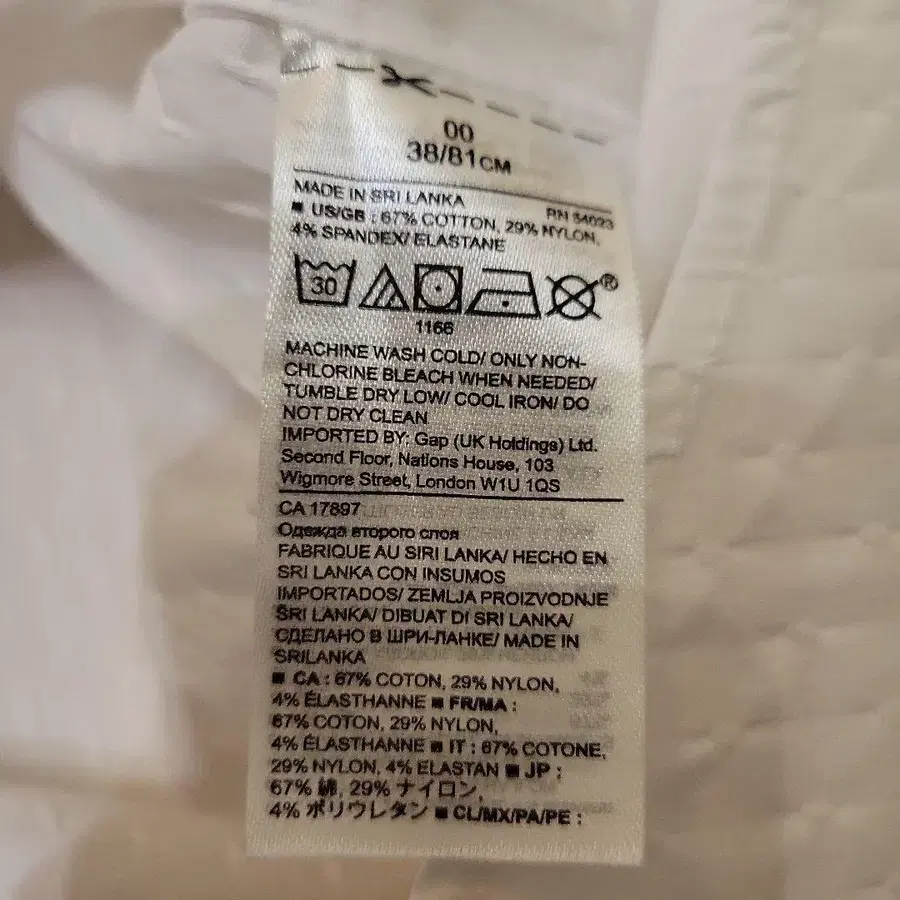 00
38/81CM
MADE IN SRI LANKA RN 54023
■ US/GB : 67% COTTON, 29% NYLON,
4% SPANDEX/ ELASTANE
30
®
1166
MACHINE WASH COLD/ ONLY NON-
CHLORINE BLEACH WHEN NEEDED/
TUMBLE DRY LOW/ COOL IRON/ DO
NOT DRY CLEAN
IMPORTED BY: Gap (UK Holdings) Ltd.
Second Floor, Nations House, 103
Wigmore Street, London W1U 1QS
CA 17897
Одежда второго слоя
FABRIQUE AU SIRI LANKA/ HECHO EN
SRI LANKA CON INSUMOS
IMPORTADOS/ ZEMLJA PROIZVODNJE
SRI LANKA/ DIBUAT DI SRI LANKA/
СДЕЛАНО В ШРИ-ЛАНКЕ/ MADE IN
SRILANKA
■ CA : 67% COTON, 29% NYLON,
4% ÉLASTHANNE ■ FR/MA :
67% COTON, 29% NYLON,
4% ÉLASTHANNE ■ IT : 67% COTONE,
29% NYLON, 4% ELASTAN ■ JP :
67% 綿, 29% ナイロン,
4% ポリウレタン ■ CL/MX/PA/PE :